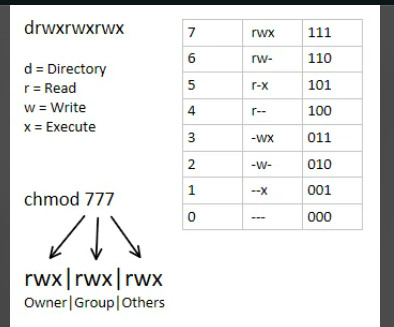 drwxrwxrwx
d = Directory
r = Read
w = Write
x = Execute
chmod 777
rwx|rwx|rwx
Owner|Group|Others
7 rwx 111
6 rw- 110
5 r-x 101
4 r-- 100
3 -wx 011
2 -w- 010
1 --x 001
0 --- 000